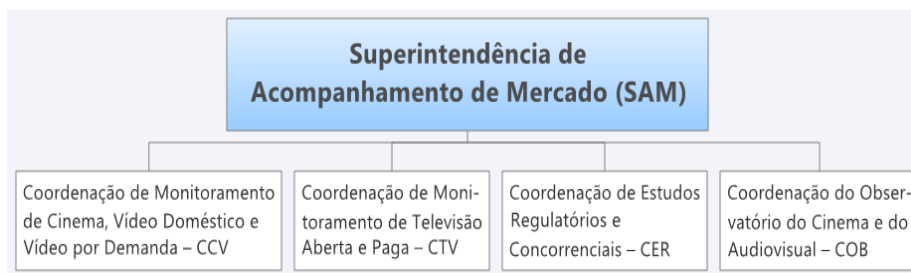 Superintendência de
Acompanhamento de Mercado (SAM)
Coordenação de Monitoramento
de Cinema, Vídeo Doméstico e
Vídeo por Demanda – CCV
Coordenação de Moni-
toramento de Televisão
Aberta e Paga – CTV
Coordenação de Estudos
Regulatórios e
Concorrenciais – CER
Coordenação do Obser-
vatório do Cinema e do
Audiovisual – COB